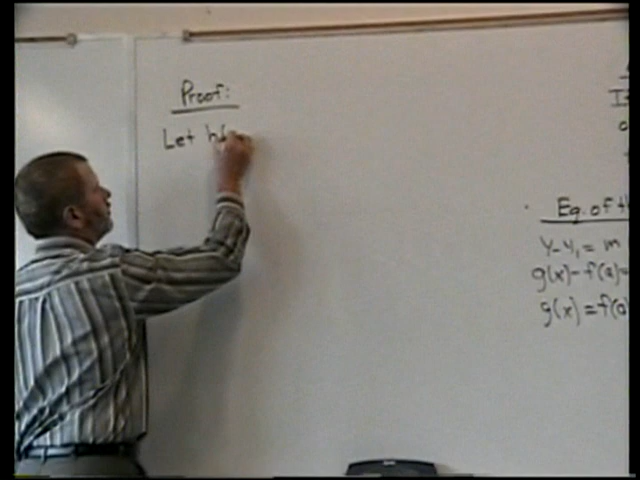 Proof:
Let h(
Eq. of
y-y₁ = m
g(x)-f(a)=
g(x)=f(a)